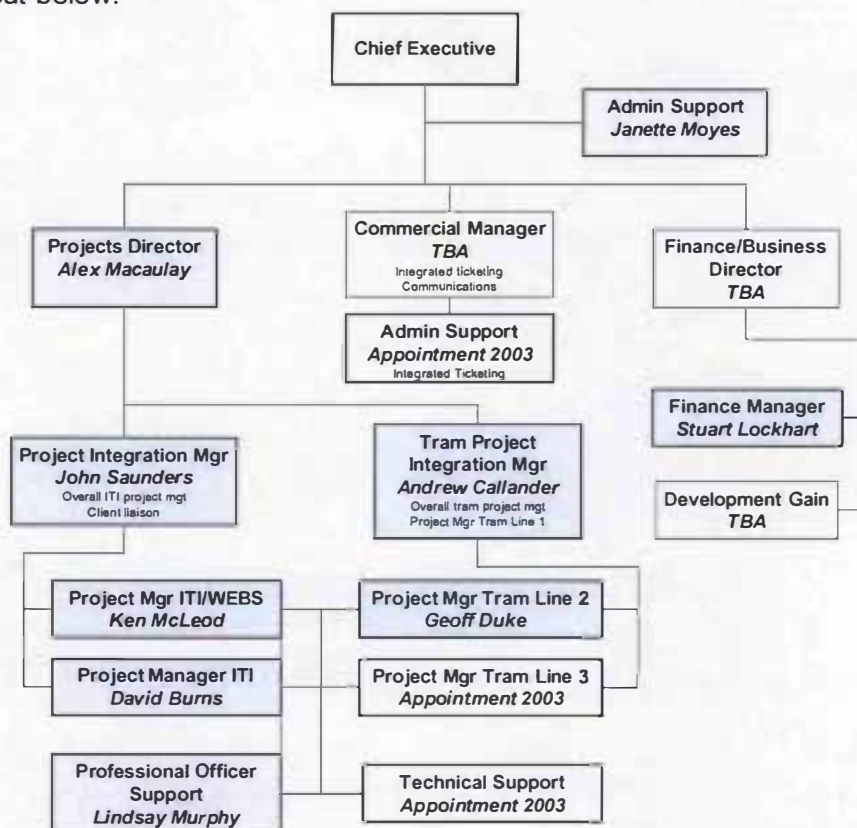 below.
Chief Executive
Admin Support
Janette Moyes
Projects Director
Alex Macaulay
Commercial Manager
TBA
Integrated ticketing
Communications
Finance/Business
Director
TBA
Admin Support
Appointment 2003
Integrated Ticketing
Finance Manager
Stuart Lockhart
Project Integration Mgr
John Saunders
Overall ITI project mgt
Client liaison
Tram Project
Integration Mgr
Andrew Callander
Overall tram project mgt
Project Mgr Tram Line 1
Development Gain
TBA
Project Mgr ITI/WEBS
Ken McLeod
Project Mgr Tram Line 2
Geoff Duke
Project Manager ITI
David Burns
Project Mgr Tram Line 3
Appointment 2003
Professional Officer
Support
Lindsay Murphy
Technical Support
Appointment 2003